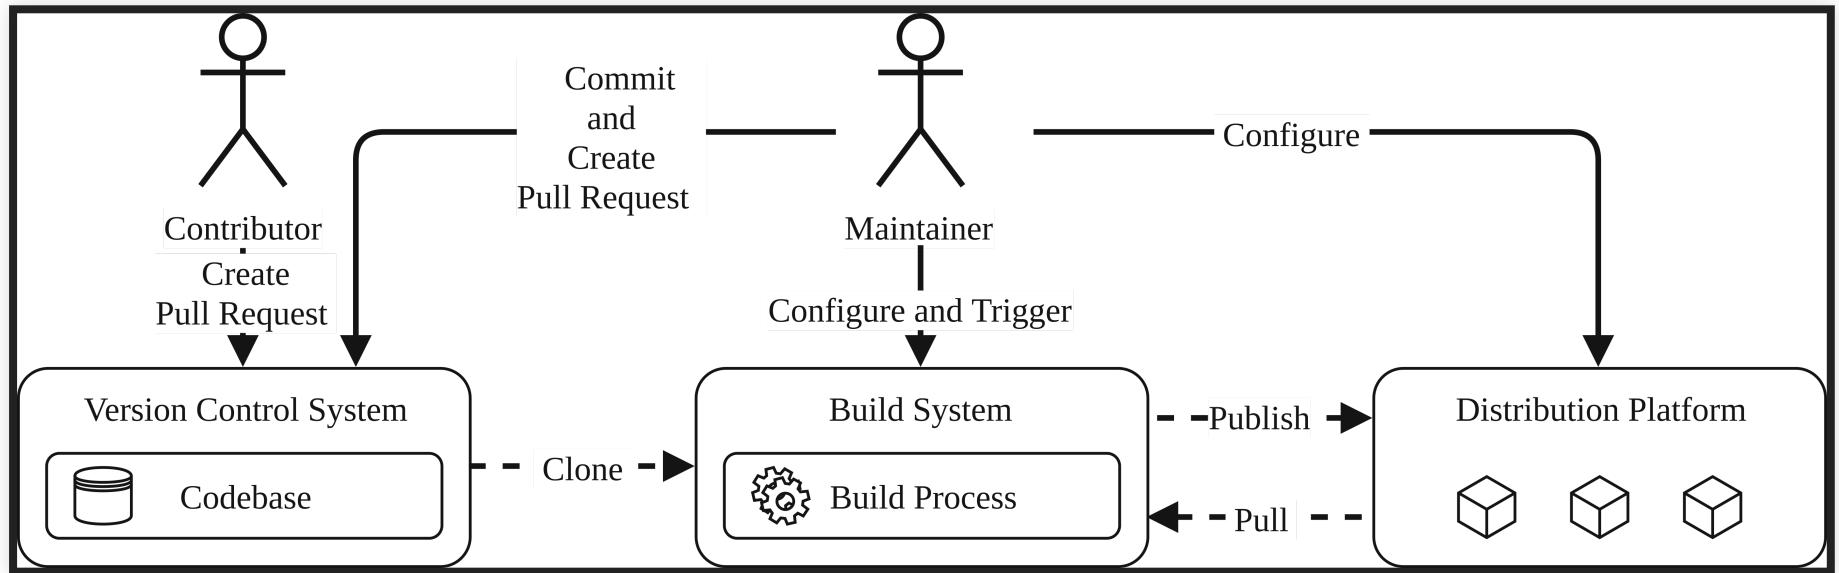 Commit
and
Create
Pull Request
Configure
Contributor
Maintainer
Create
Pull Request
Configure and Trigger
Version Control System
Build System
Distribution Platform
Publish
Clone
Codebase
Build Process
Pull